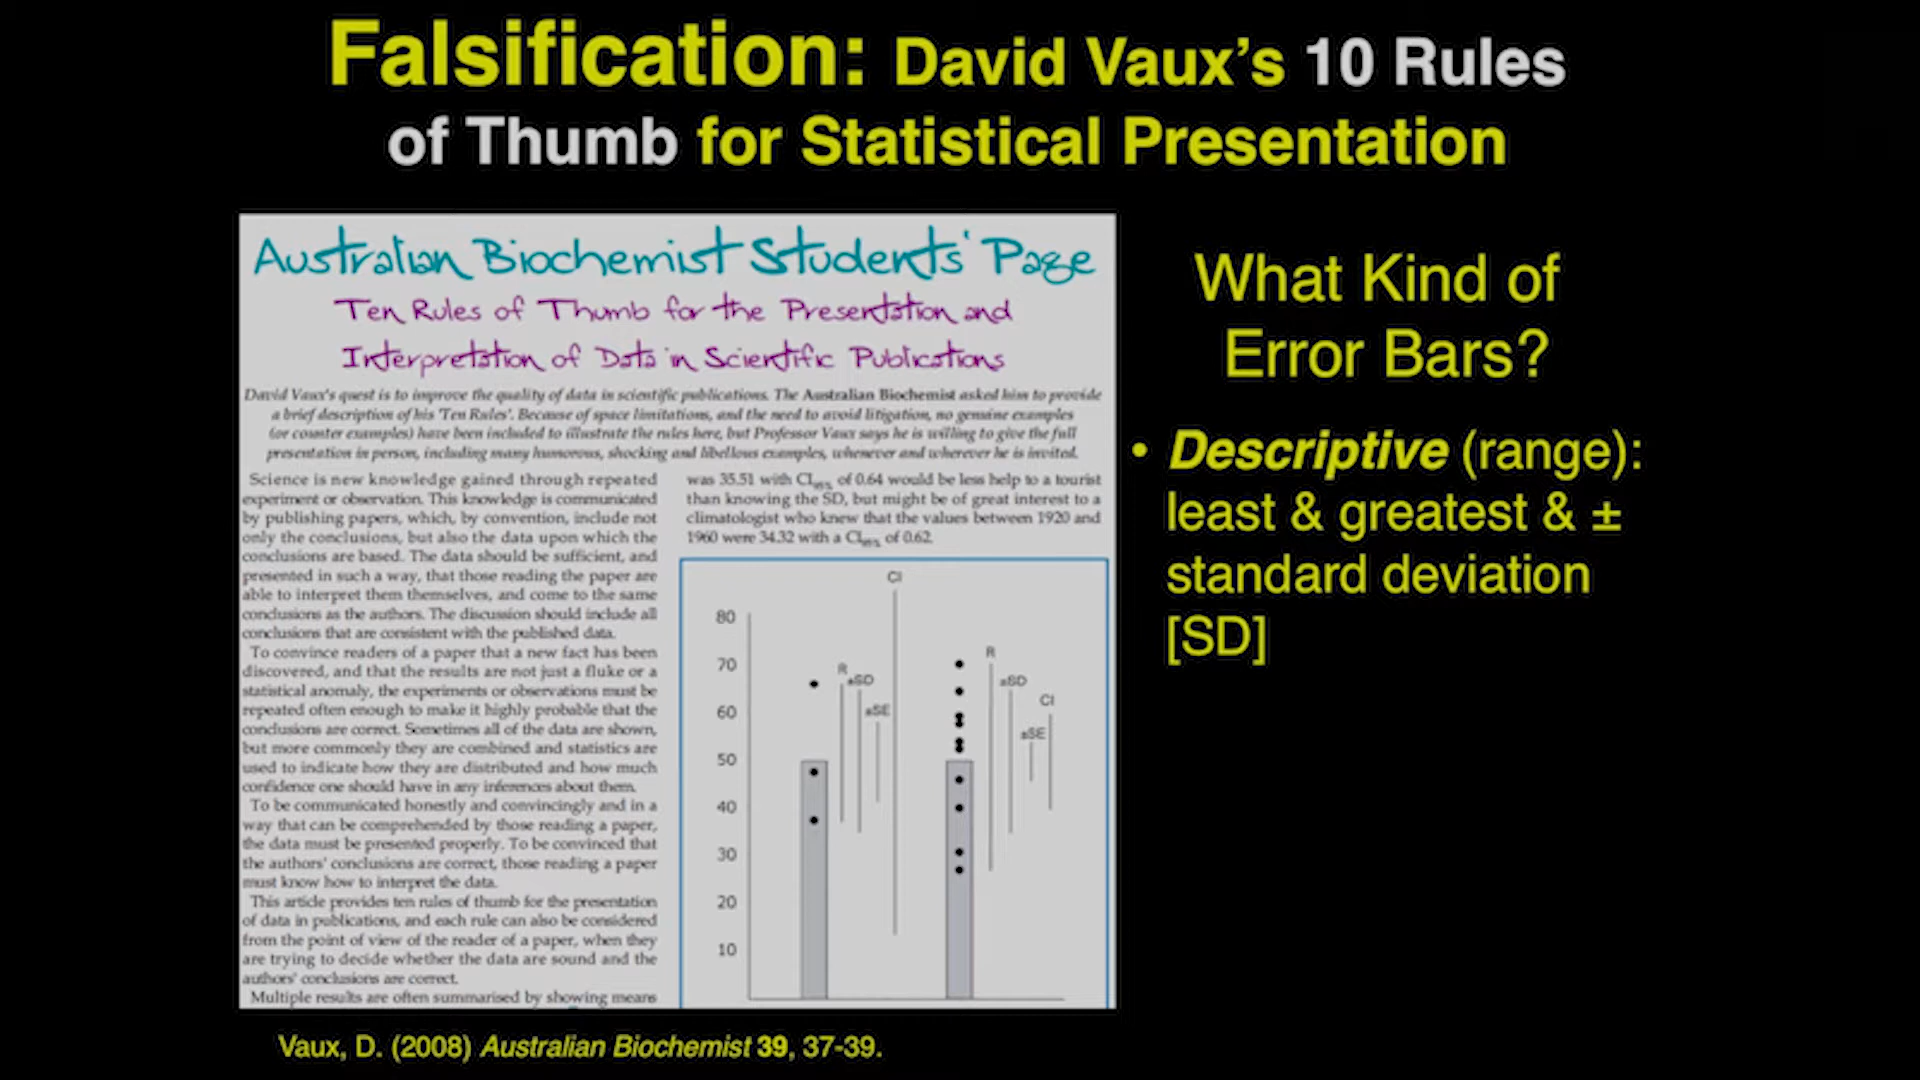 Falsification: David Vaux's 10 Rules
of Thumb for Statistical Presentation
Australian Biochemist Students' Page
Ten Rules of Thumb for the Presentation and
Interpretation of Data in Scientific Publications
David Vaux's quest is to improve the quality of data in scientific publications. The Australian Biochemist asked him to provide
a brief description of his 'Ten Rules'. Because of space limitations, and the need to avoid litigation, no genuine examples
(or counter examples) have been included to illustrate the rules here, but Professor Vaux says he is willing to give the full
presentation in person, including many humorous, shocking and libellous examples, whenever and wherever he is invited.
Science is new knowledge gained through repeated
experiment or observation. This knowledge is communicated
by publishing papers, which, by convention, include not
only the conclusions, but also the data upon which the
conclusions are based. The data should be sufficient, and
presented in such a way, that those reading the paper are
able to interpret them themselves, and come to the same
conclusions as the authors. The discussion should include all
conclusions that are consistent with the published data.
To convince readers of a paper that a new fact has been
discovered, and that the results are not just a fluke or a
statistical anomaly, the experiments or observations must be
repeated often enough to make it highly probable that the
conclusions are correct. Sometimes all of the data are shown,
but more commonly they are combined and statistics are
used to indicate how they are distributed and how much
confidence one should have in any inferences about them.
To be communicated honestly and convincingly and in a
way that can be comprehended by those reading a paper,
the data must be presented properly. To be convinced that
the authors' conclusions are correct, those reading a paper
must know how to interpret the data.
This article provides ten rules of thumb for the presentation
of data in publications, and each rule can also be considered
from the point of view of the reader of a paper, when they
are trying to decide whether the data are sound and the
authors' conclusions are correct.
Multiple results are often summarised by showing means
was 35.51 with CI95% of 0.64 would be less help to a tourist
than knowing the SD, but might be of great interest to a
climatologist who knew that the values between 1920 and
1960 were 34.32 with a CI95% of 0.62.
CI
80
70
60
50
40
30
20
10
R
±SD
±SE
R
±SD
±SE
CI
What Kind of
Error Bars?
• Descriptive (range):
least & greatest & ±
standard deviation
[SD]
Vaux, D. (2008) Australian Biochemist 39, 37-39.